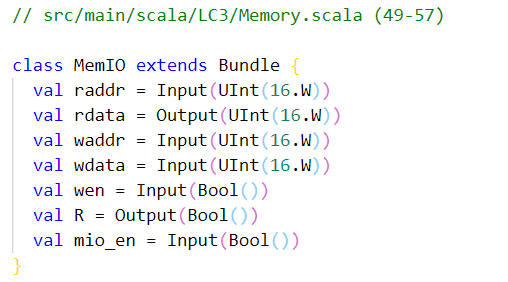 // src/main/scala/LC3/Memory.scala (49-57)
class MemIO extends Bundle {
  val raddr = Input(UInt(16.W))
  val rdata = Output(UInt(16.W))
  val waddr = Input(UInt(16.W))
  val wdata = Input(UInt(16.W))
  val wen = Input(Bool())
  val R = Output(Bool())
  val mio_en = Input(Bool())
}